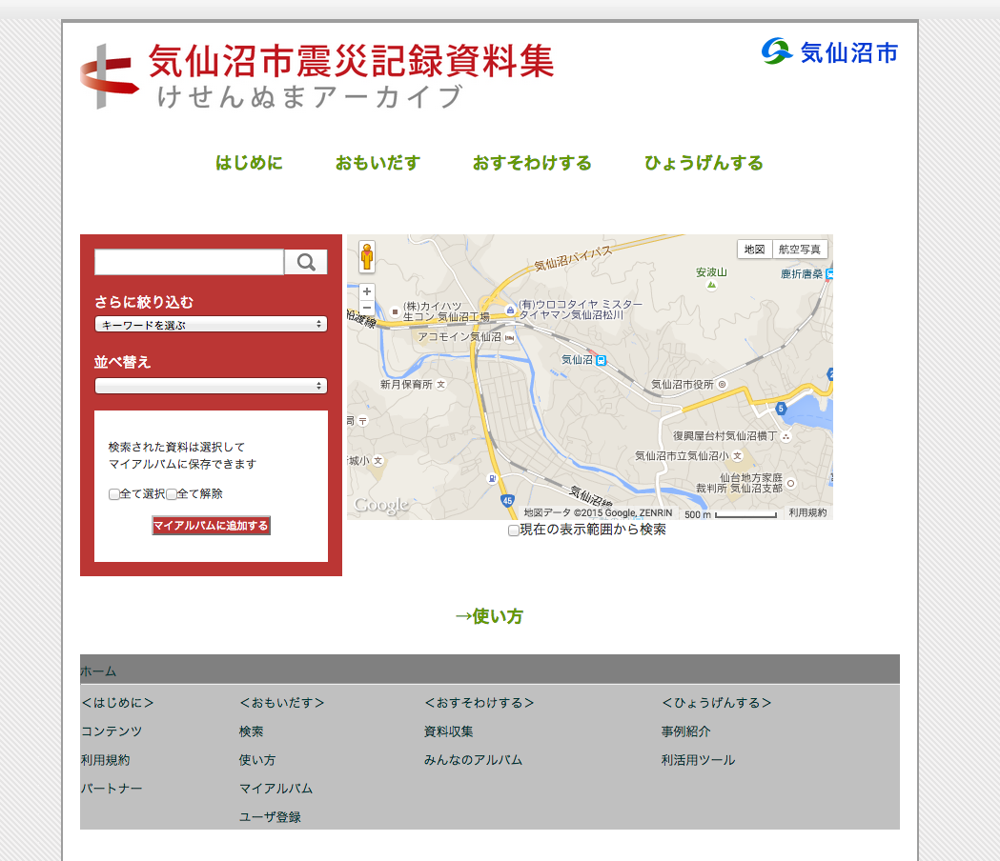 気仙沼市震災記録資料集
けせんぬまアーカイブ
気仙沼市
はじめに おもいだす おすそわけする ひょうげんする
さらに絞り込む
キーワードを選ぶ
並べ替え
検索された資料は選択して
マイアルバムに保存できます
全て選択 全て解除
マイアルバムに追加する
地図 航空写真
気仙沼バイパス
安波山
鹿折唐桑
船渡線
(株)カイハツ
生コン 気仙沼工場
(有)ウロコタイヤ ミスター
タイヤマン気仙沼松川
アコモイン気仙沼
気仙沼
新月保育所
気仙沼市役所
5
2
局
復興屋台村気仙沼横丁
気仙沼市立気仙沼小
城小
仙台地方家庭
裁判所 気仙沼支部
気仙沼線
45
Google
地図データ ©2015 Google, ZENRIN 500 m 利用規約
現在の表示範囲から検索
→使い方
ホーム
＜はじめに＞ ＜おもいだす＞ ＜おすそわけする＞ ＜ひょうげんする＞
コンテンツ 検索 資料収集 事例紹介
利用規約 使い方 みんなのアルバム 利活用ツール
パートナー マイアルバム
ユーザ登録